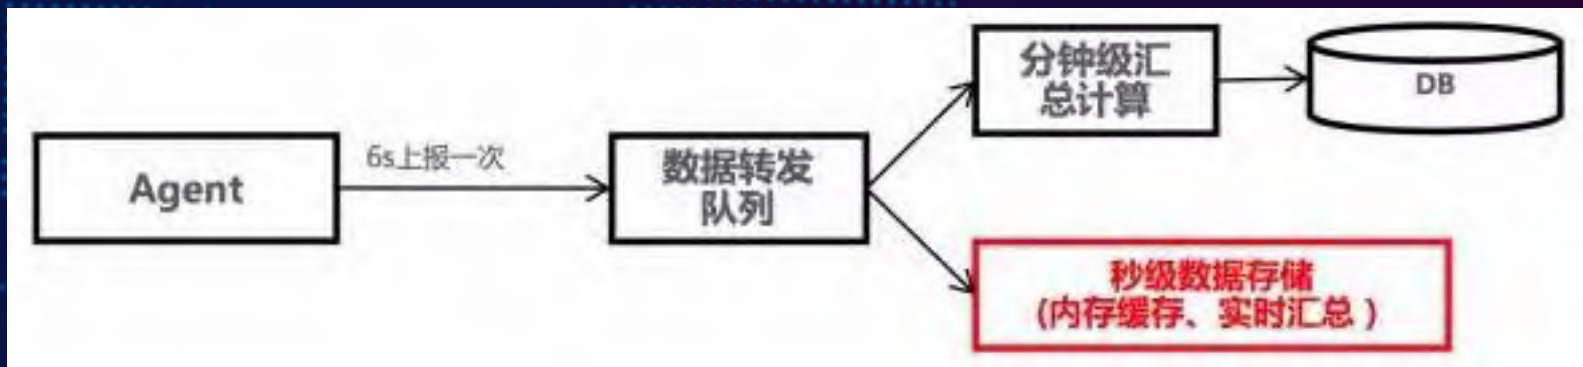 Agent
6s上报一次
数据转发
队列
分钟级汇
总计算
DB
秒级数据存储
(内存缓存、实时汇总）